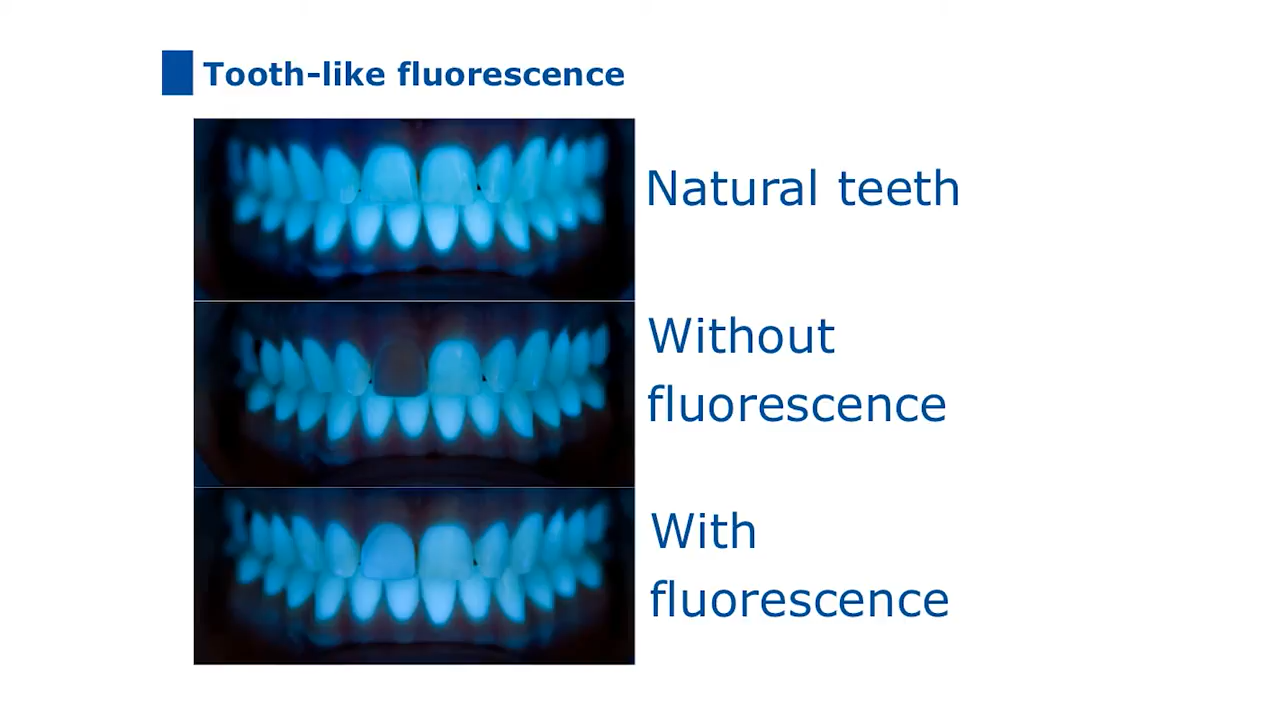 Tooth-like fluorescence
Natural teeth
Without
fluorescence
With
fluorescence